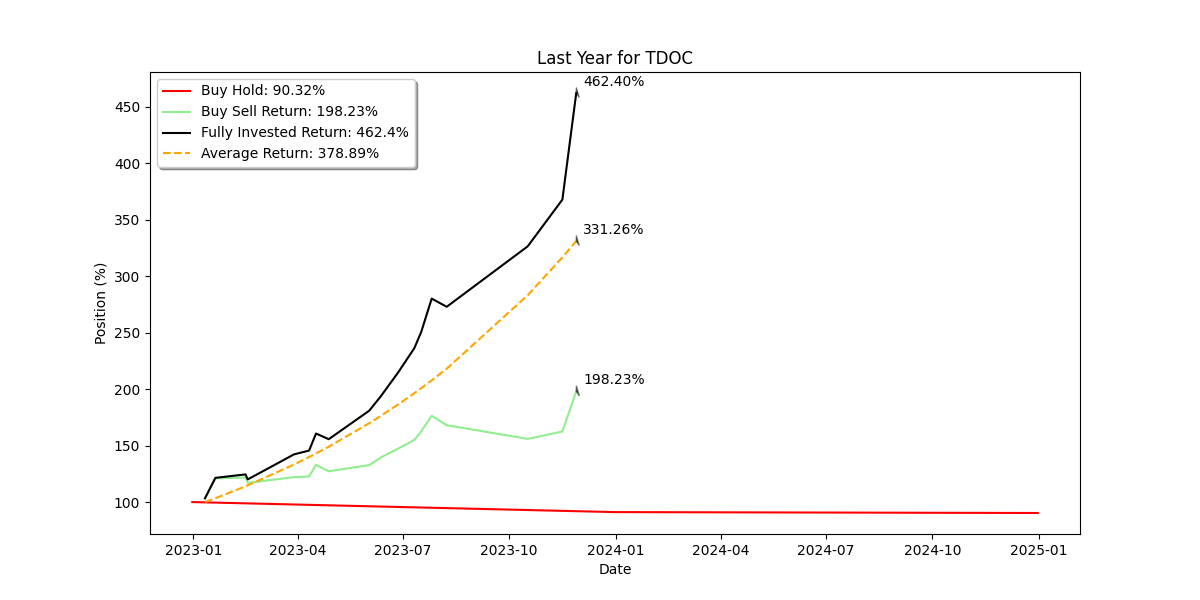 Last Year for TDOC
Buy Hold: 90.32%
Buy Sell Return: 198.23%
Fully Invested Return: 462.4%
Average Return: 378.89%
462.40%
331.26%
198.23%
Position (%)
450
400
350
300
250
200
150
100
2023-01
2023-04
2023-07
2023-10
2024-01
2024-04
2024-07
2024-10
2025-01
Date